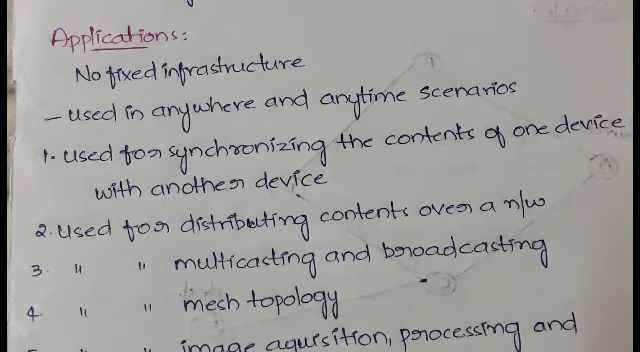 Applications:
No fixed infrastructure
- used in anywhere and anytime scenarios
1. used for synchronizing the contents of one device
with another device
2. used for distributing contents over a n/w
3. " " multicasting and broadcasting
4. " " mesh topology
" " image aquisition, processing and